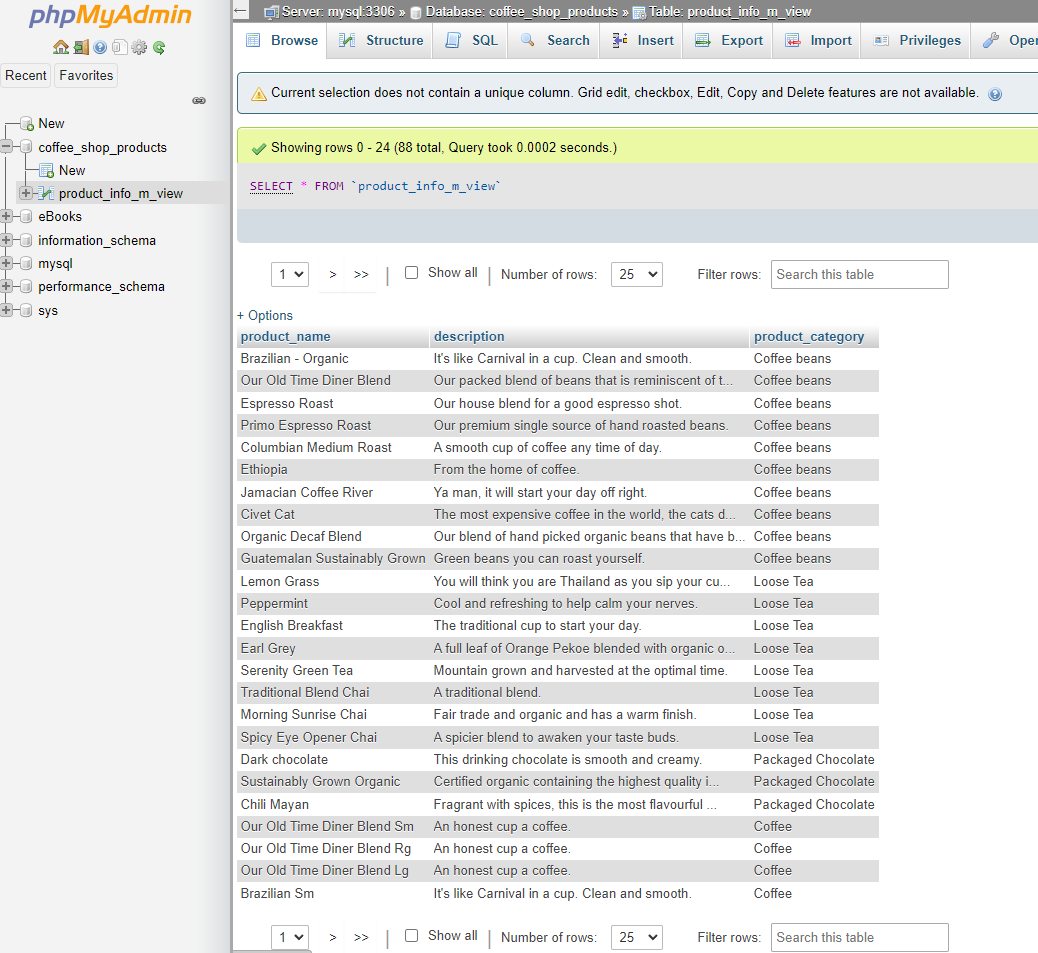 phpMyAdmin
Recent Favorites
New
coffee_shop_products
New
product_info_m_view
eBooks
information_schema
mysql
performance_schema
sys
Server: mysql:3306 » Database: coffee_shop_products » Table: product_info_m_view
Browse Structure SQL Search Insert Export Import Privileges Oper
Current selection does not contain a unique column. Grid edit, checkbox, Edit, Copy and Delete features are not available.
Showing rows 0 - 24 (88 total, Query took 0.0002 seconds.)
SELECT * FROM `product_info_m_view`
1 > >> | Show all | Number of rows: 25 Filter rows: Search this table
+ Options
product_name description product_category
Brazilian - Organic It's like Carnival in a cup. Clean and smooth. Coffee beans
Our Old Time Diner Blend Our packed blend of beans that is reminiscent of t... Coffee beans
Espresso Roast Our house blend for a good espresso shot. Coffee beans
Primo Espresso Roast Our premium single source of hand roasted beans. Coffee beans
Columbian Medium Roast A smooth cup of coffee any time of day. Coffee beans
Ethiopia From the home of coffee. Coffee beans
Jamacian Coffee River Ya man, it will start your day off right. Coffee beans
Civet Cat The most expensive coffee in the world, the cats d... Coffee beans
Organic Decaf Blend Our blend of hand picked organic beans that have b... Coffee beans
Guatemalan Sustainably Grown Green beans you can roast yourself. Coffee beans
Lemon Grass You will think you are Thailand as you sip your cu... Loose Tea
Peppermint Cool and refreshing to help calm your nerves. Loose Tea
English Breakfast The traditional cup to start your day. Loose Tea
Earl Grey A full leaf of Orange Pekoe blended with organic o... Loose Tea
Serenity Green Tea Mountain grown and harvested at the optimal time. Loose Tea
Traditional Blend Chai A traditional blend. Loose Tea
Morning Sunrise Chai Fair trade and organic and has a warm finish. Loose Tea
Spicy Eye Opener Chai A spicier blend to awaken your taste buds. Loose Tea
Dark chocolate This drinking chocolate is smooth and creamy. Packaged Chocolate
Sustainably Grown Organic Certified organic containing the highest quality i... Packaged Chocolate
Chili Mayan Fragrant with spices, this is the most flavourful ... Packaged Chocolate
Our Old Time Diner Blend Sm An honest cup a coffee. Coffee
Our Old Time Diner Blend Rg An honest cup a coffee. Coffee
Our Old Time Diner Blend Lg An honest cup a coffee. Coffee
Brazilian Sm It's like Carnival in a cup. Clean and smooth. Coffee
1 > >> | Show all | Number of rows: 25 Filter rows: Search this table